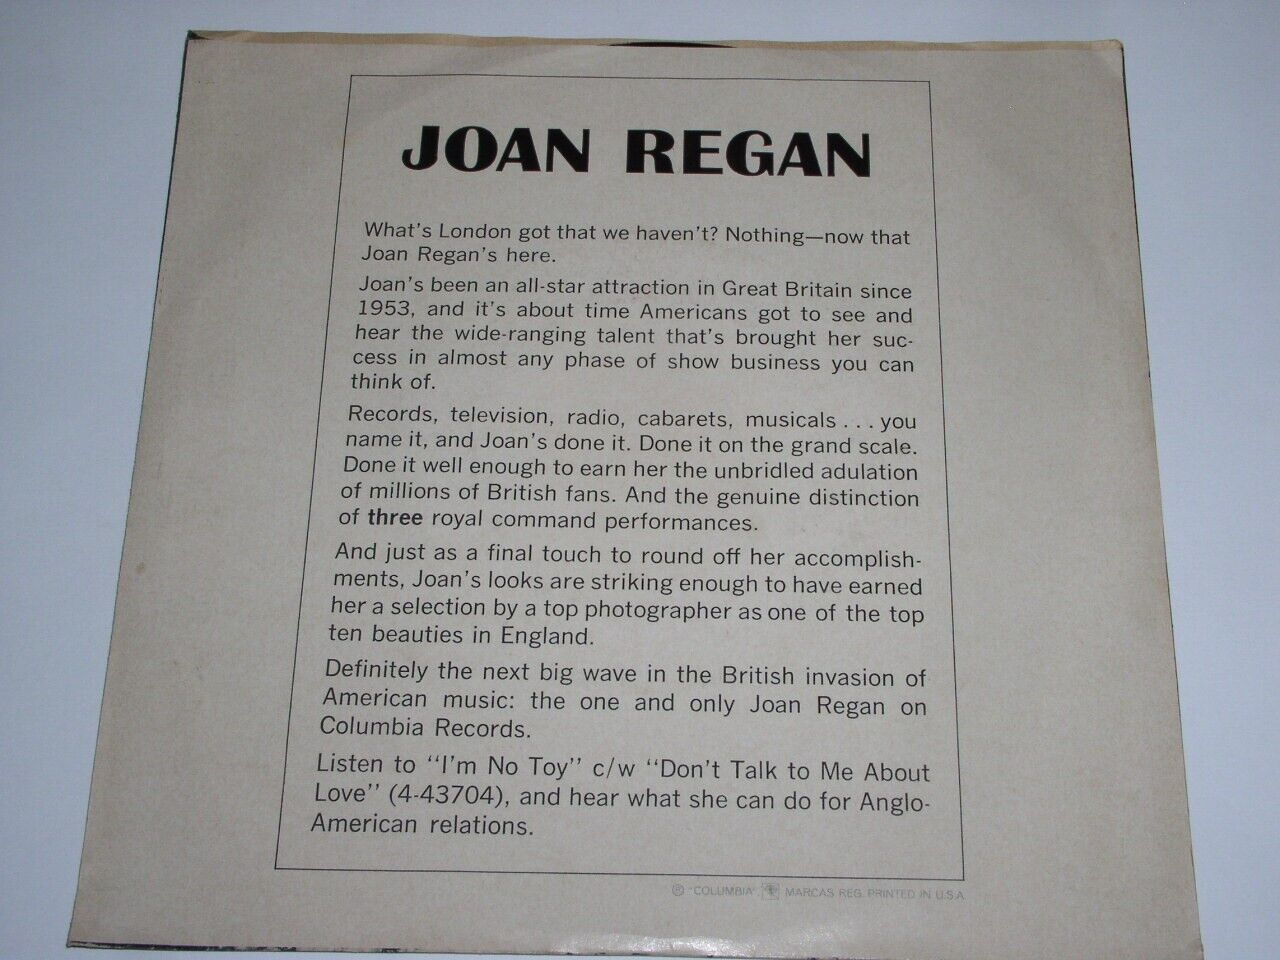 JOAN REGAN
What's London got that we haven't? Nothing—now that
Joan Regan's here.
Joan's been an all-star attraction in Great Britain since
1953, and it's about time Americans got to see and
hear the wide-ranging talent that's brought her suc-
cess in almost any phase of show business you can
think of.
Records, television, radio, cabarets, musicals . . . you
name it, and Joan's done it. Done it on the grand scale.
Done it well enough to earn her the unbridled adulation
of millions of British fans. And the genuine distinction
of three royal command performances.
And just as a final touch to round off her accomplish-
ments, Joan's looks are striking enough to have earned
her a selection by a top photographer as one of the top
ten beauties in England.
Definitely the next big wave in the British invasion of
American music: the one and only Joan Regan on
Columbia Records.
Listen to "I'm No Toy" c/w "Don't Talk to Me About
Love" (4-43704), and hear what she can do for Anglo-
American relations.
® "COLUMBIA" MARCAS REG. PRINTED IN U.S.A.